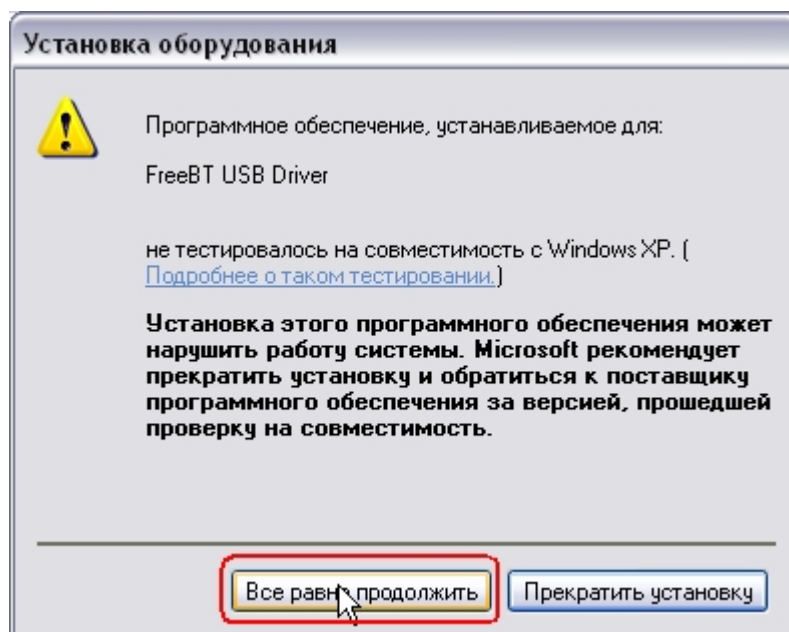 Установка оборудования
Программное обеспечение, устанавливаемое для:
FreeBT USB Driver
не тестировалось на совместимость с Windows XP. (
Подробнее о таком тестировании.)
Установка этого программного обеспечения может
нарушить работу системы. Microsoft рекомендует
прекратить установку и обратиться к поставщику
программного обеспечения за версией, прошедшей
проверку на совместимость.
Все равно продолжить Прекратить установку